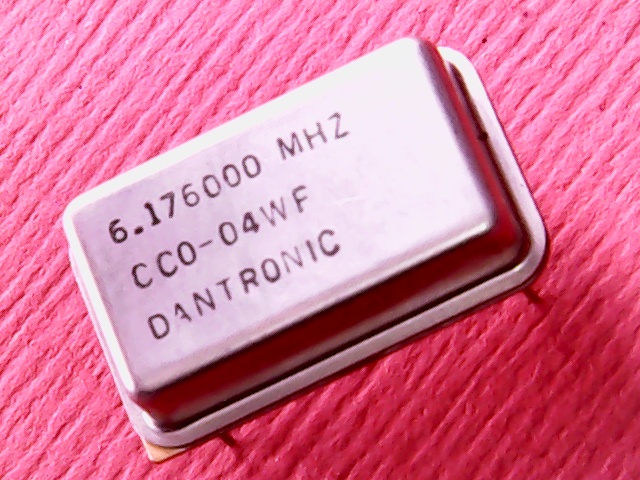 6.176000 MHZ
CCO-04WF
DANTRONIC